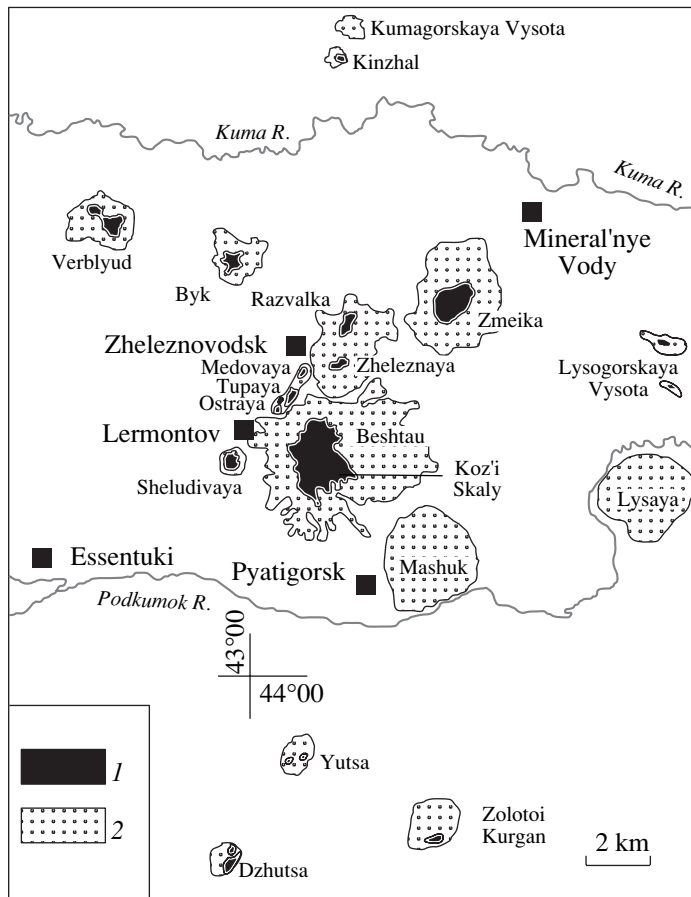 Kumagorskaya Vysota
Kinzhal
Kuma R.
Kuma R.
Mineral'nye
Vody
Verblyud
Byk
Razvalka
Zmeika
Zheleznovodsk
Medovaya
Tupaya
Ostraya
Zheleznaya
Lysogorskaya
Vysota
Lermontov
Beshtau
Koz'i
Skaly
Sheludivaya
Lysaya
Essentuki
Pyatigorsk
Mashuk
Podkumok R.
43°00
44°00
1
2
Yutsa
Zolotoi
Kurgan
2 km
Dzhutsa